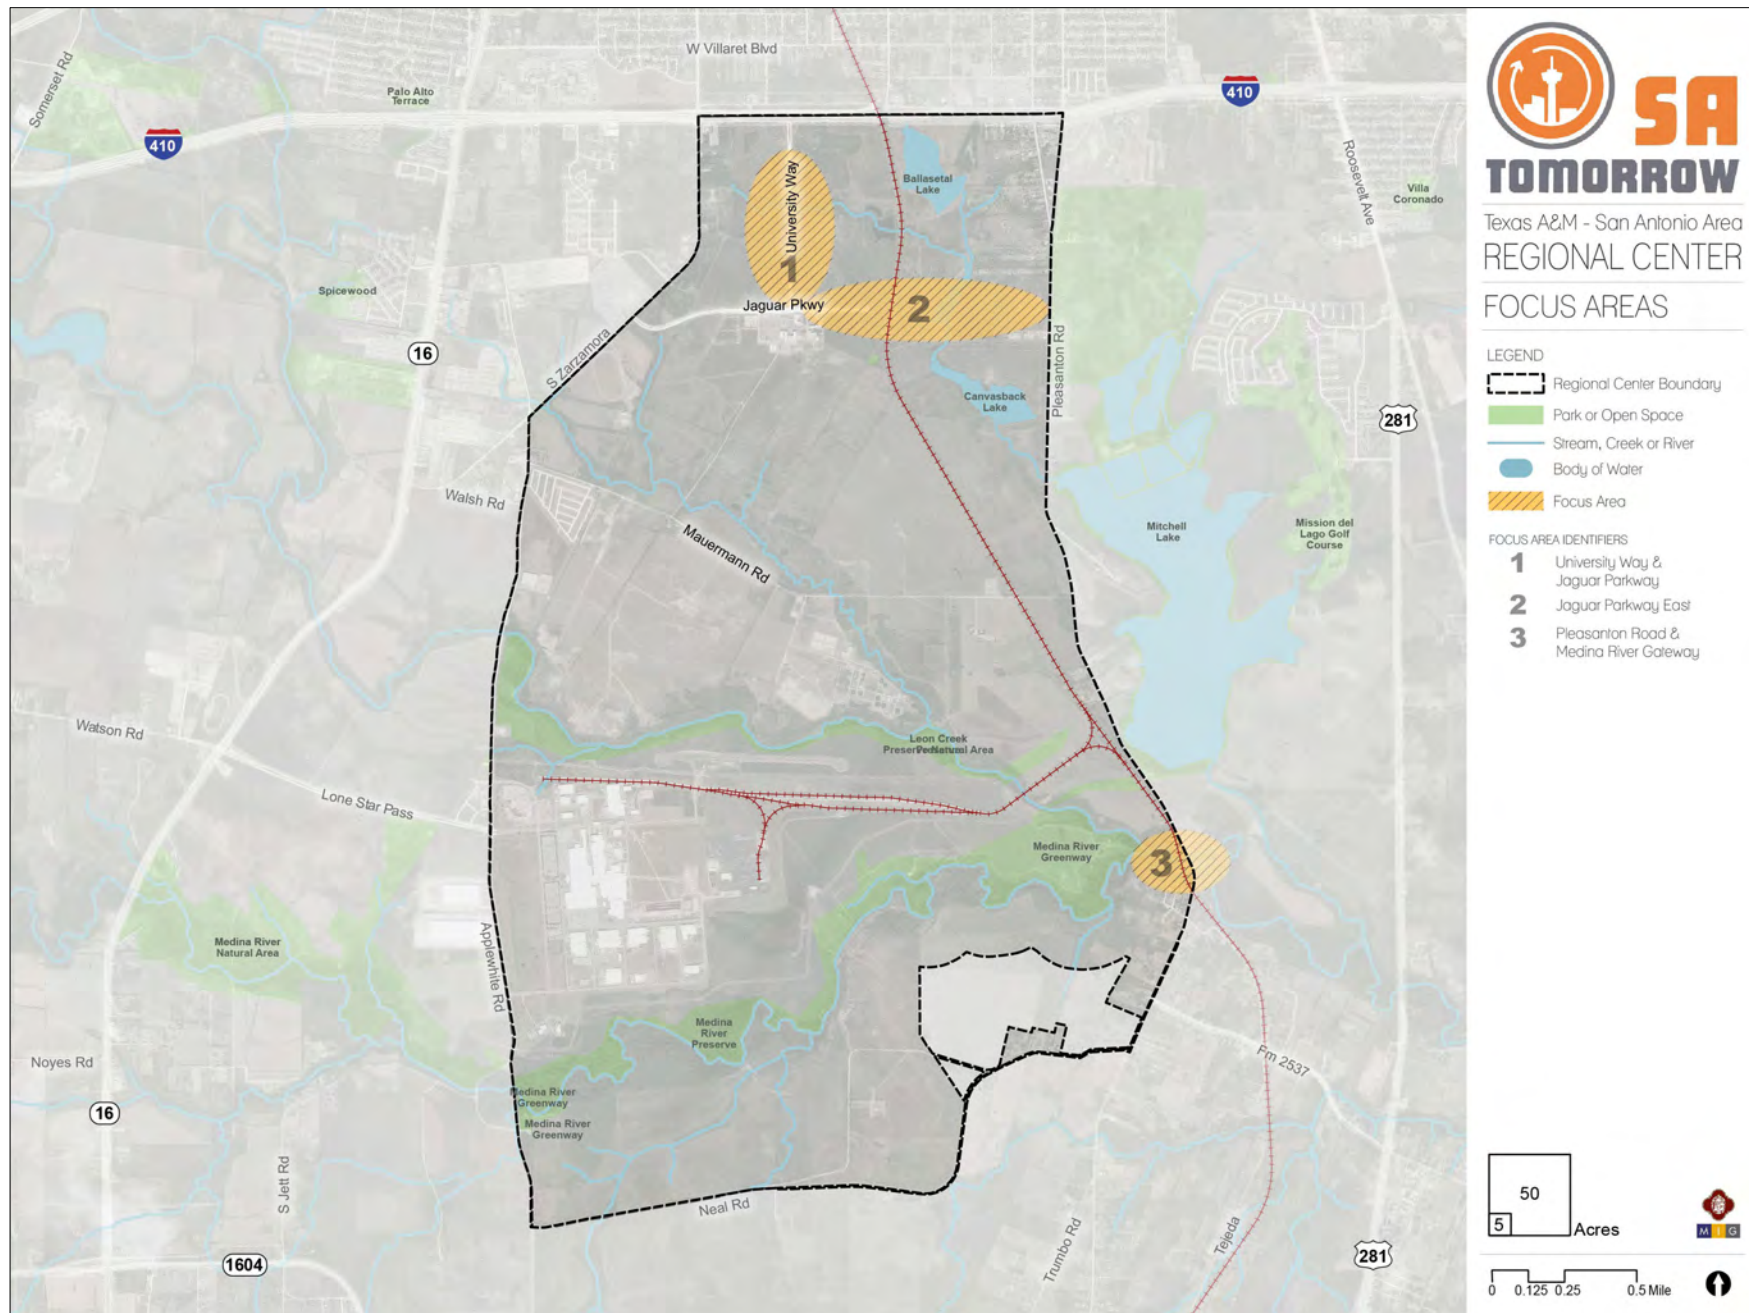 W Villaret Blvd
Somerset Rd
Palo Alto
Terrace
410
410
Roosevelt Ave
University Way
Ballasetal
Lake
Villa
Coronado
1
Spicewood
Jaguar Pkwy
2
S Zarzamora
Pleasanton Rd
16
Canvasback
Lake
281
Walsh Rd
Mauermann Rd
Mitchell
Lake
Mission del
Lago Golf
Course
Watson Rd
Leon Creek
Natural Area
Lone Star Pass
Medina River
Greenway
3
Medina River
Natural Area
Applewhite Rd
Medina
River
Preserve
Noyes Rd
Fm 2537
Medina River
Greenway
16
Medina River
Greenway
S Jett Rd
Neal Rd
Trumbo Rd
Tejeda
1604
281
SA
TOMORROW
Texas A&M - San Antonio Area
REGIONAL CENTER
FOCUS AREAS
LEGEND
Regional Center Boundary
Park or Open Space
Stream, Creek or River
Body of Water
Focus Area
FOCUS AREA IDENTIFIERS
1 University Way &
Jaguar Parkway
2 Jaguar Parkway East
3 Pleasanton Road &
Medina River Gateway
50
5
Acres
M I G
0 0.125 0.25 0.5 Mile